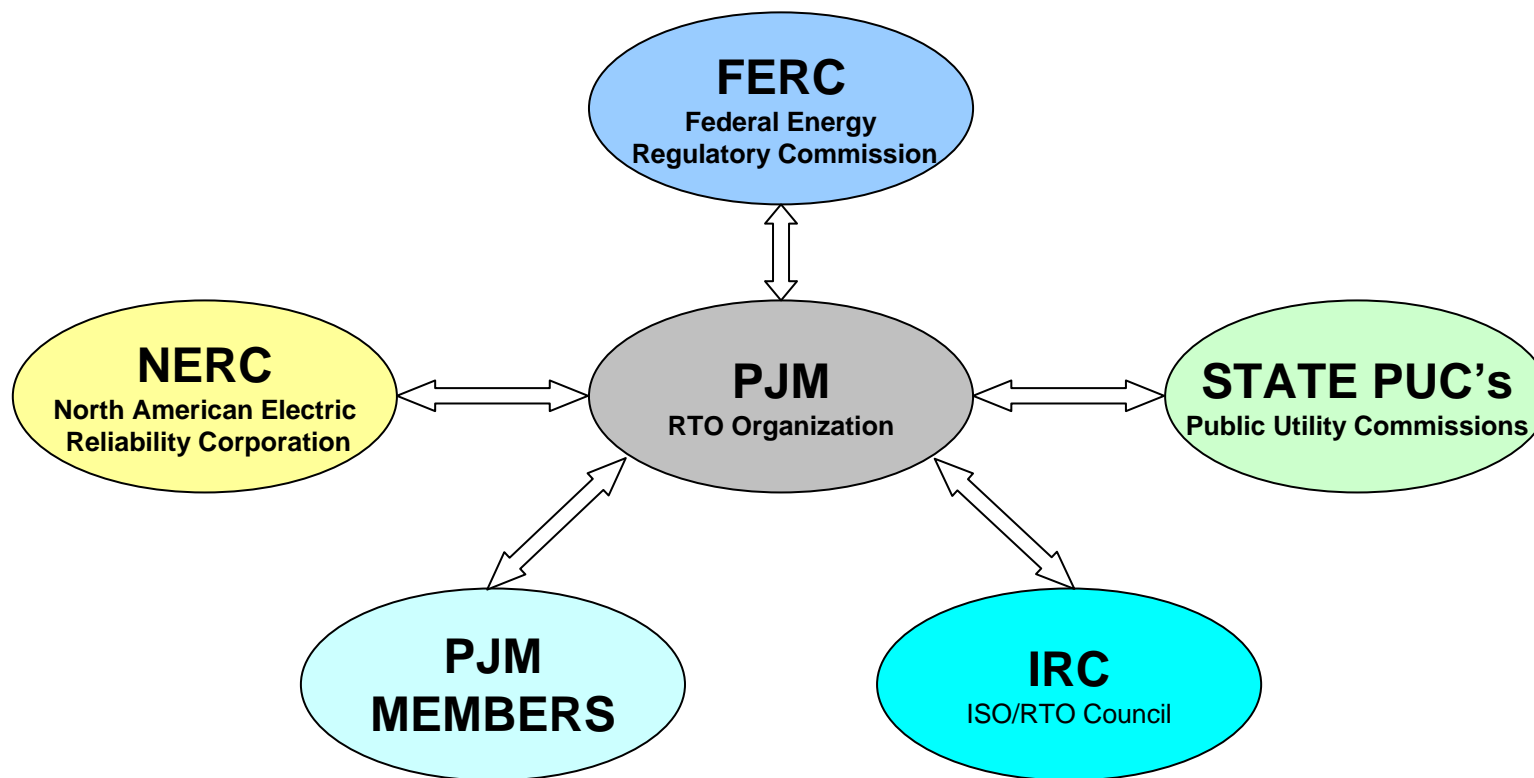 FERC
Federal Energy
Regulatory Commission
NERC
North American Electric
Reliability Corporation
PJM
RTO Organization
STATE PUC’s
Public Utility Commissions
PJM
MEMBERS
IRC
ISO/RTO Council